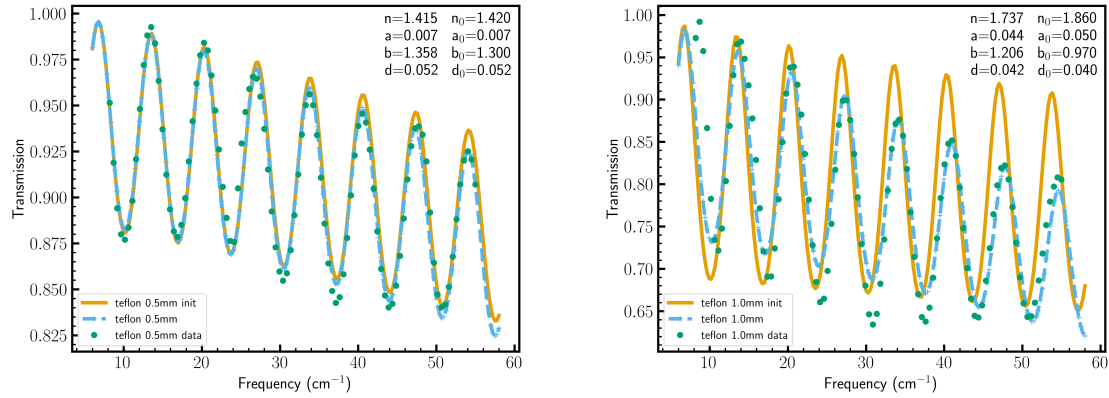 n=1.415 n₀=1.420
a=0.007 a₀=0.007
b=1.358 b₀=1.300
d=0.052 d₀=0.052
Transmission
1.000
0.975
0.950
0.925
0.900
0.875
0.850
0.825
teflon 0.5mm init
teflon 0.5mm
teflon 0.5mm data
10 20 30 40 50 60
Frequency (cm⁻¹)
n=1.737 n₀=1.860
a=0.044 a₀=0.050
b=1.206 b₀=0.970
d=0.042 d₀=0.040
Transmission
1.00
0.95
0.90
0.85
0.80
0.75
0.70
0.65
teflon 1.0mm init
teflon 1.0mm
teflon 1.0mm data
10 20 30 40 50 60
Frequency (cm⁻¹)